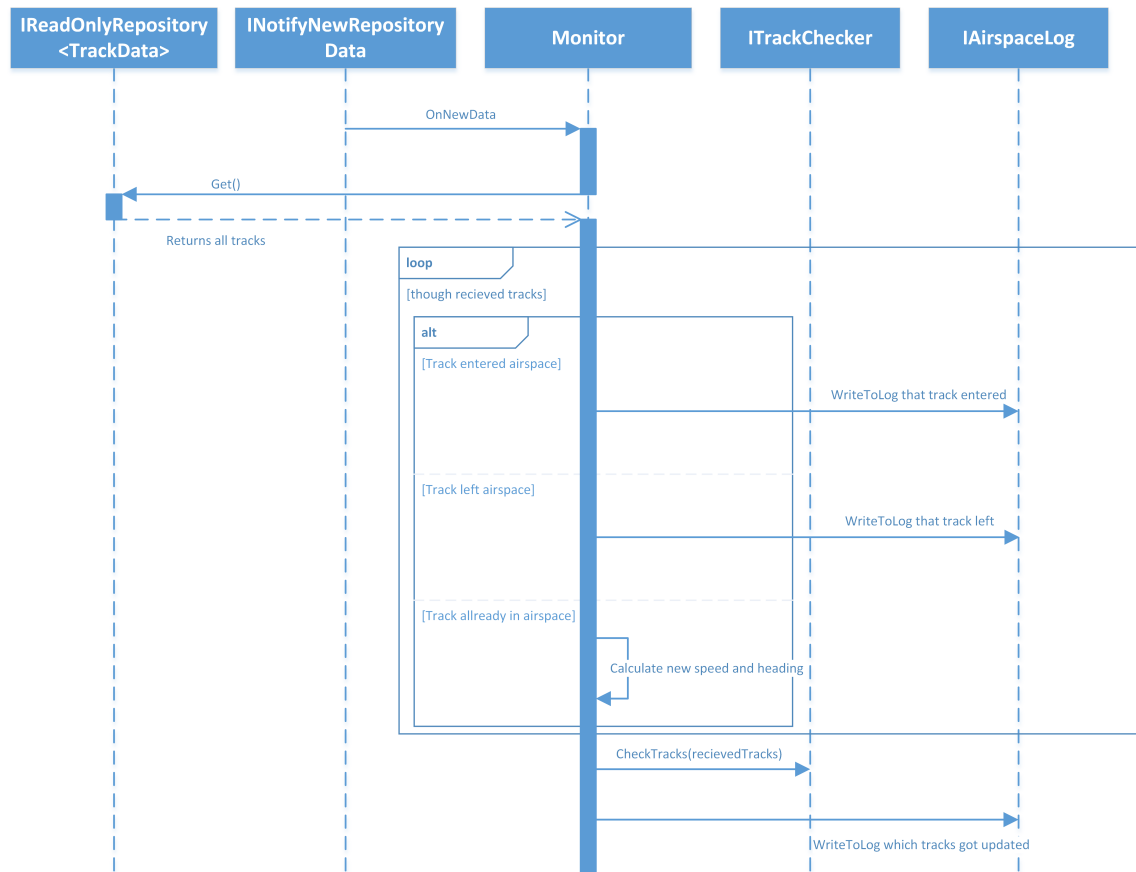 IReadOnlyRepository
<TrackData>
INotifyNewRepository
Data
Monitor
ITrackChecker
IAirspaceLog
OnNewData
Get()
Returns all tracks
loop
[though recieved tracks]
alt
[Track entered airspace]
WriteToLog that track entered
[Track left airspace]
WriteToLog that track left
[Track allready in airspace]
Calculate new speed and heading
CheckTracks(recievedTracks)
WriteToLog which tracks got updated